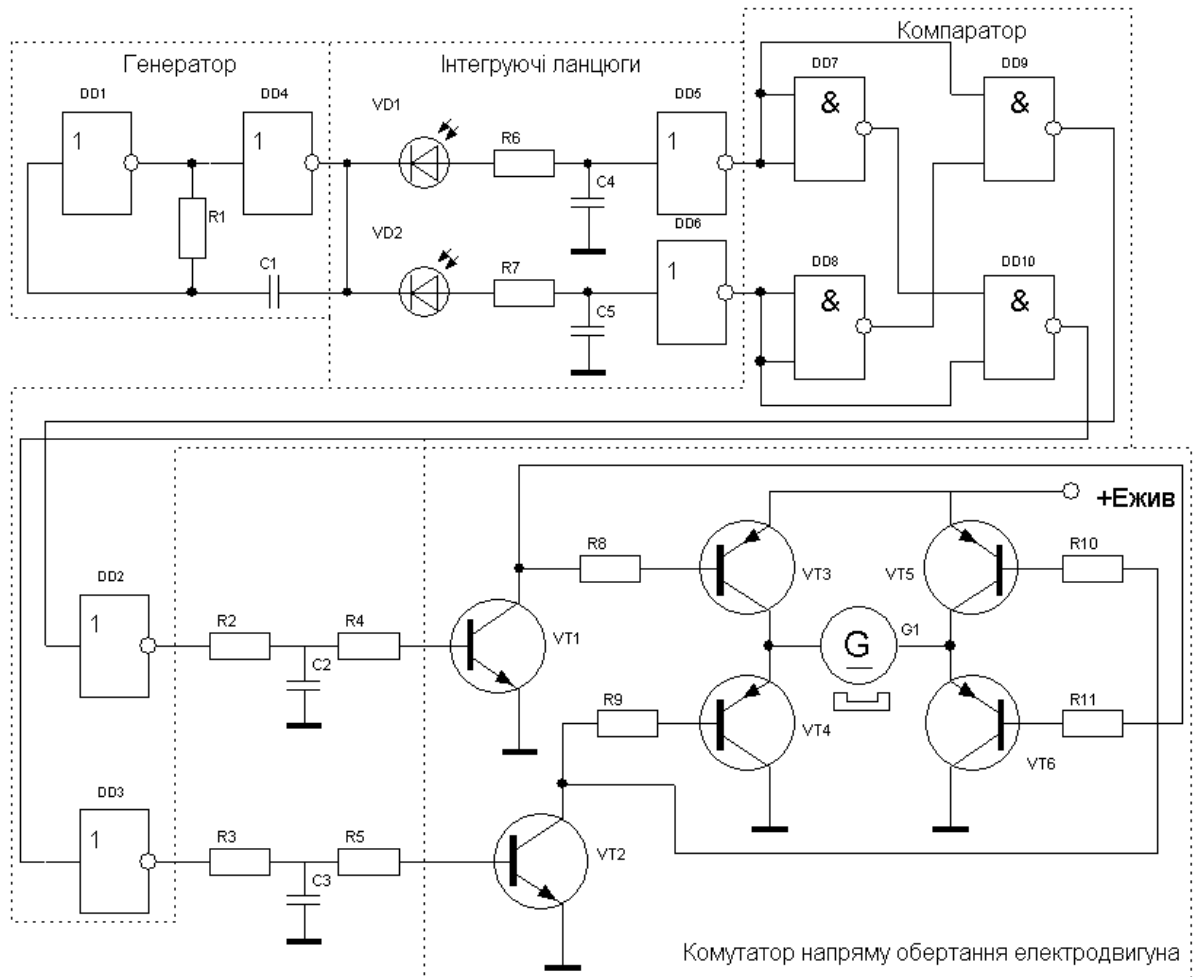 Компаратор
Генератор
Інтегруючі ланцюги
DD1
DD4
DD5
DD7
DD9
VD1
1
1
1
&
&
R6
C4
R1
VD2
DD6
C1
R7
C5
1
DD8
DD10
&
&
+Ежив
R8
R10
VT3
VT5
DD2
1
R2
R4
VT1
C2
G
G1
R9
R11
VT4
VT6
DD3
1
R3
R5
VT2
C3
Комутатор напряму обертання електродвигуна